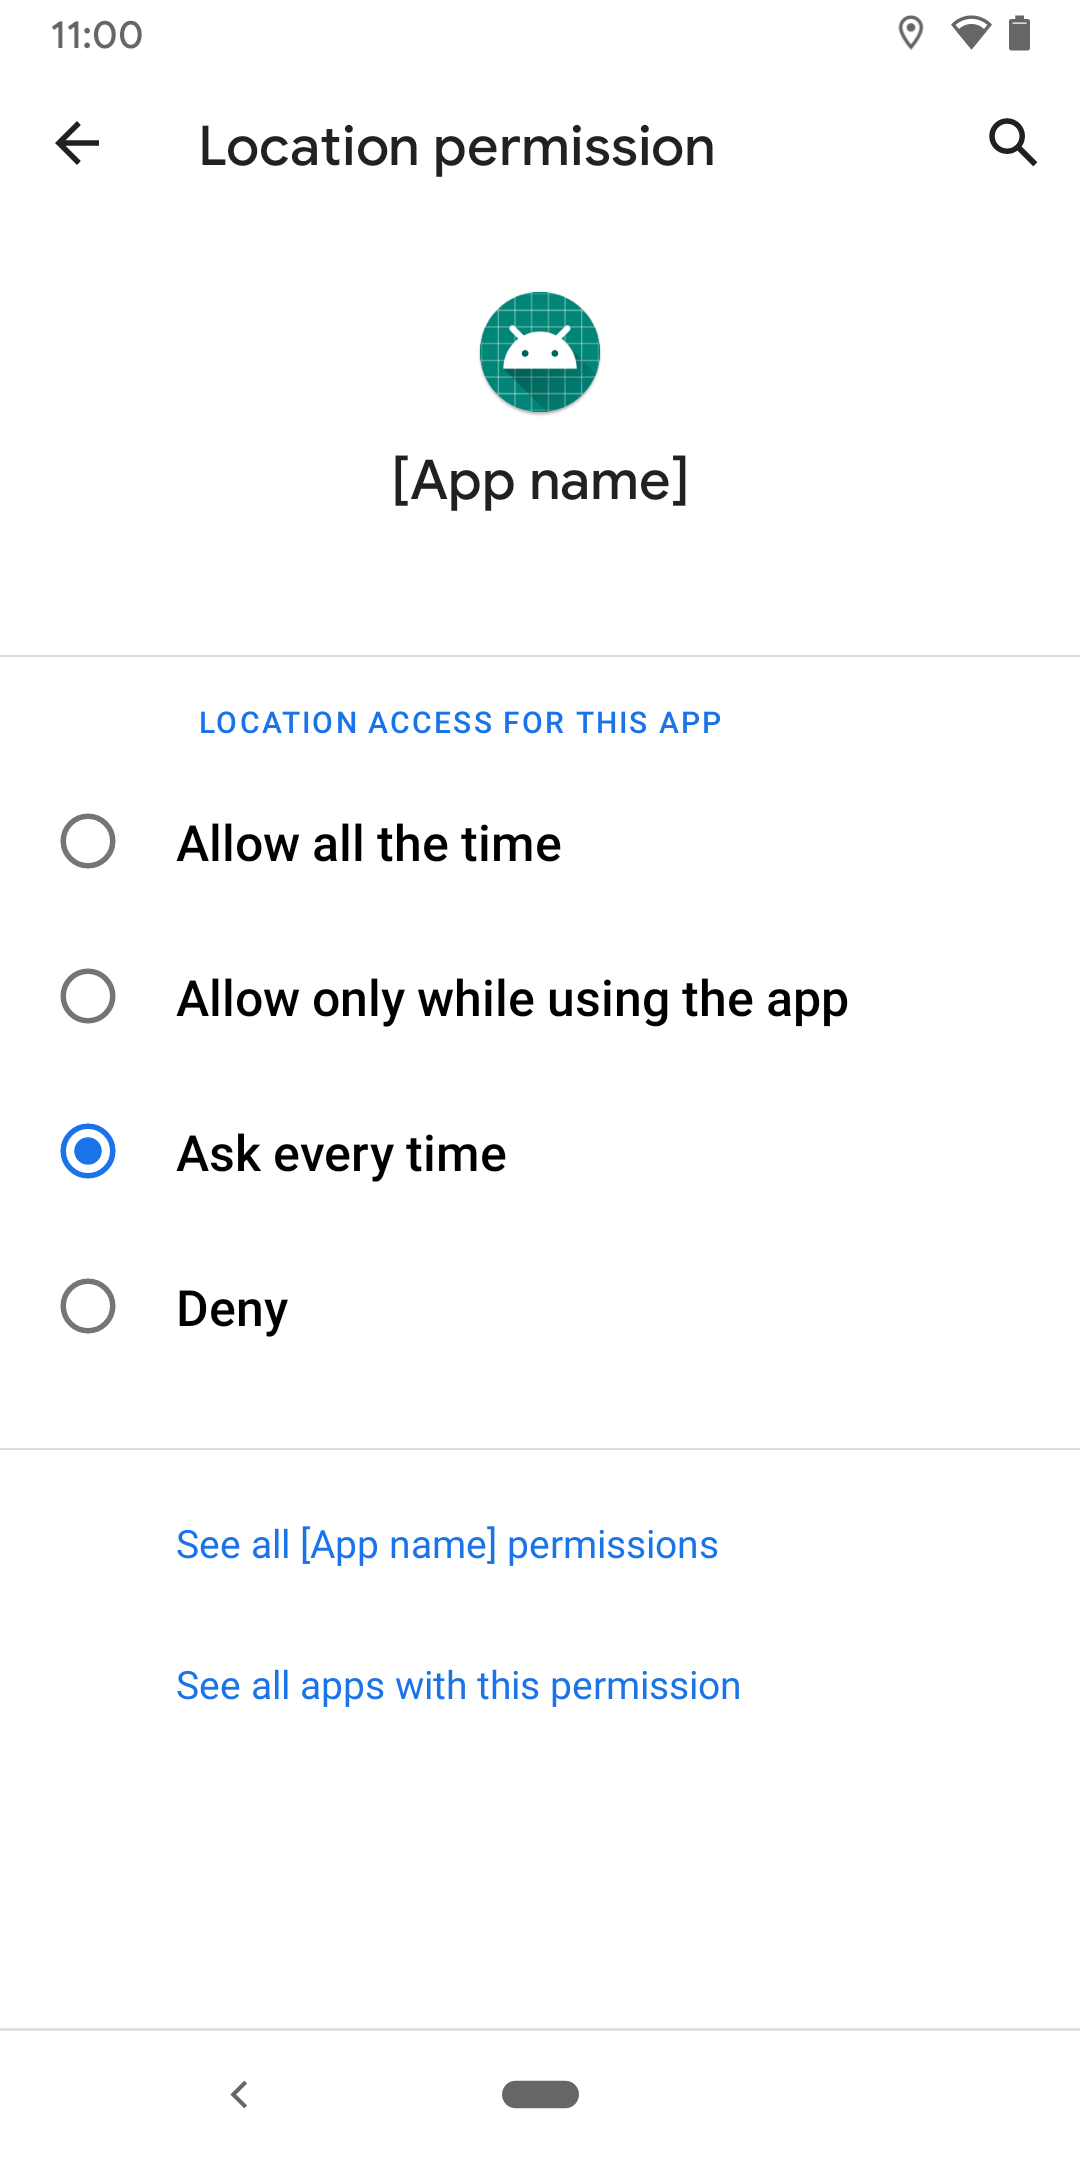 11:00
Location permission
[App name]
LOCATION ACCESS FOR THIS APP
Allow all the time
Allow only while using the app
Ask every time
Deny
See all [App name] permissions
See all apps with this permission